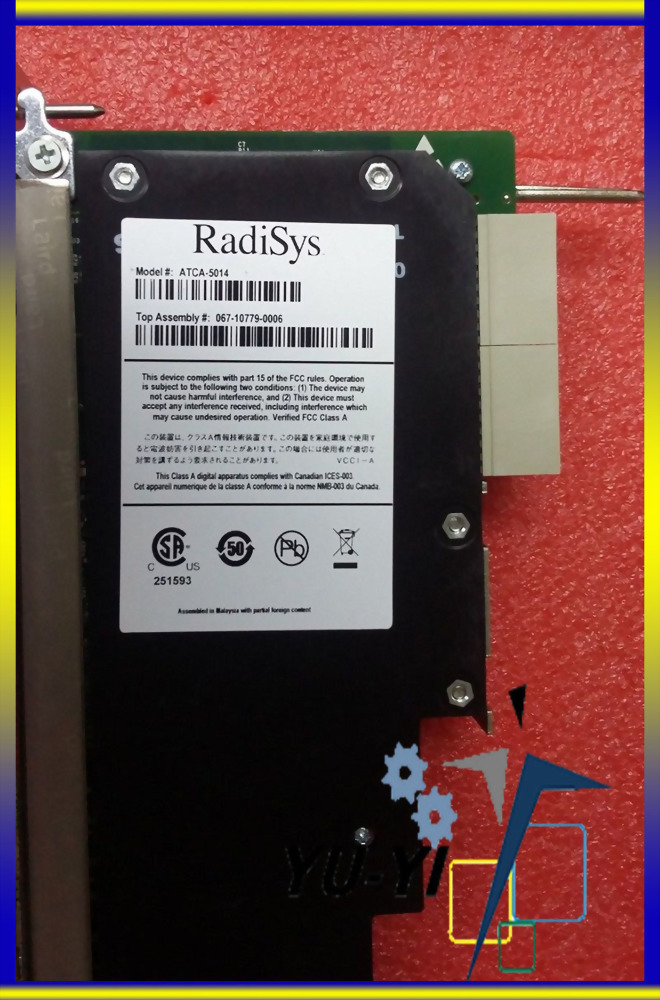 RadiSys
Model #: ATCA-5014
Top Assembly #: 067-10779-0006
This device complies with part 15 of the FCC rules. Operation
is subject to the following two conditions: (1) The device may
not cause harmful interference, and (2) This device must
accept any interference received, including interference which
may cause undesired operation. Verified FCC Class A
この装置は、クラスA情報技術装置です。この装置を家庭環境で使用す
ると電波妨害を引き起こすことがあります。この場合には使用者が適切な
対策を講ずるよう要求されることがあります。 VCCI-A
This Class A digital apparatus complies with Canadian ICES-003.
Cet appareil numerique de la classe A conforme à la norme NMB-003 du Canada.
SA
C US
251593
50
Pb
Assembled in Malaysia with partial foreign content
YU-YI